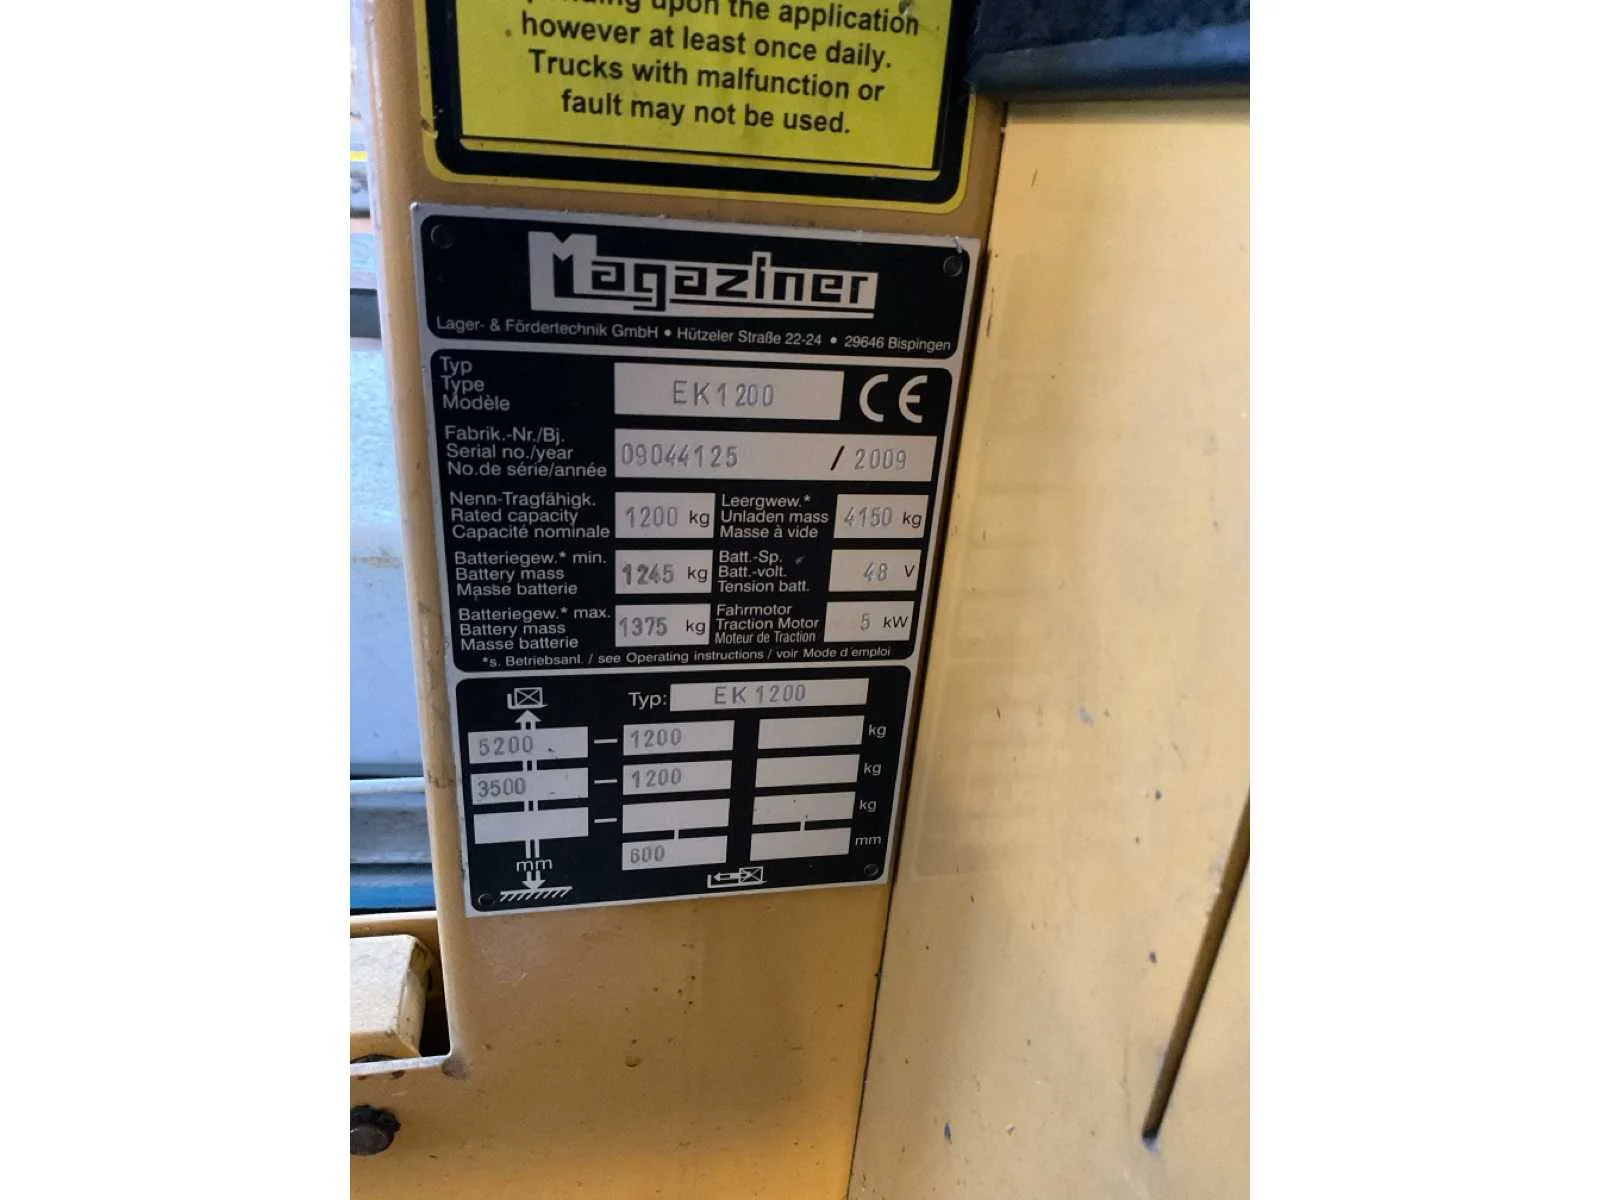 upon the application
however at least once daily.
Trucks with malfunction or
fault may not be used.
Magaziner
Lager- & Fördertechnik GmbH • Hützeler Straße 22-24 • 29646 Bispingen
Typ
Type
Modèle
EK1200
CE
Fabrik.-Nr./Bj.
Serial no./year
No.de série/année
09044125 / 2009
Nenn-Tragfähigk.
Rated capacity
Capacité nominale
1200 kg
Leergwew.*
Unladen mass
Masse à vide
4150 kg
Batteriegew.* min.
Battery mass
Masse batterie
1245 kg
Batt.-Sp.
Batt.-volt.
Tension batt.
48 V
Batteriegew.* max.
Battery mass
Masse batterie
1375 kg
Fahrmotor
Traction Motor
Moteur de Traction
5 kW
*s. Betriebsanl. / see Operating instructions / voir Mode d'emploi
Typ: EK1200
5200 — 1200 kg
3500 — 1200 kg
— kg
600 mm
mm